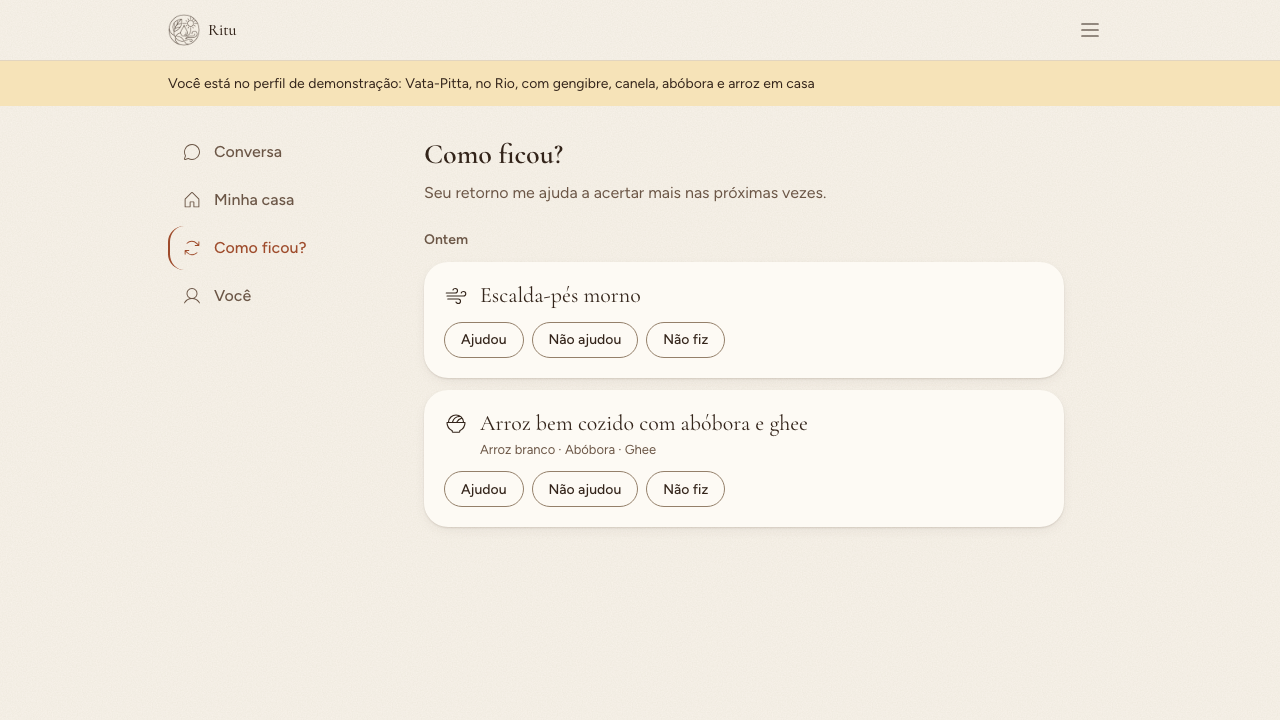 Ritu
Você está no perfil de demonstração: Vata-Pitta, no Rio, com gengibre, canela, abóbora e arroz em casa
Conversa
Minha casa
Como ficou?
Você
Como ficou?
Seu retorno me ajuda a acertar mais nas próximas vezes.
Ontem
Escalda-pés morno
Ajudou
Não ajudou
Não fiz
Arroz bem cozido com abóbora e ghee
Arroz branco · Abóbora · Ghee
Ajudou
Não ajudou
Não fiz